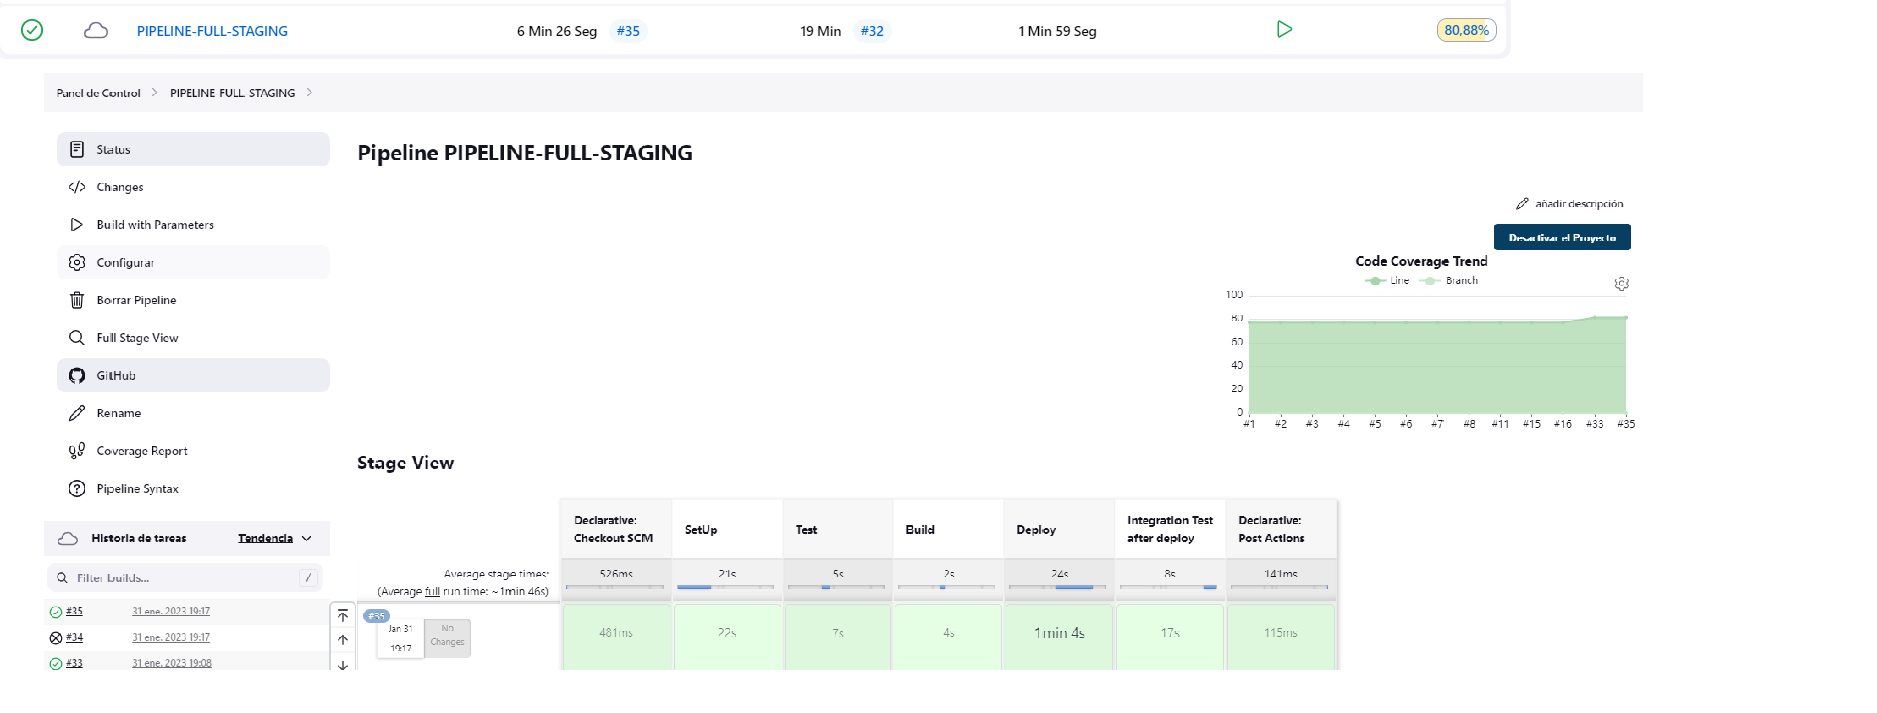 PIPELINE-FULL-STAGING 6 Min 26 Seg #35 19 Min #32 1 Min 59 Seg 80,88%
Panel de Control PIPELINE-FULL-STAGING
Status
Changes
Build with Parameters
Configurar
Borrar Pipeline
Full Stage View
GitHub
Rename
Coverage Report
Pipeline Syntax
Historia de tareas Tendencia
Filter builds... /
#35 31 ene. 2023 19:17
#34 31 ene. 2023 19:17
#33 31 ene. 2023 19:08
Pipeline PIPELINE-FULL-STAGING
añadir descripción
Desactivar el Proyecto
Code Coverage Trend
Line Branch
100
80
60
40
20
0
#1 #2 #3 #4 #5 #6 #7 #8 #11 #15 #16 #33 #35
Stage View
Declarative: Checkout SCM
SetUp
Test
Build
Deploy
Integration Test after deploy
Declarative: Post Actions
Average stage times:
(Average full run time: ~1min 46s)
526ms 21s 5s 2s 24s 8s 141ms
#35
Jan 31
19:17
No
Changes
481ms 22s 7s 4s 1min 4s 17s 115ms